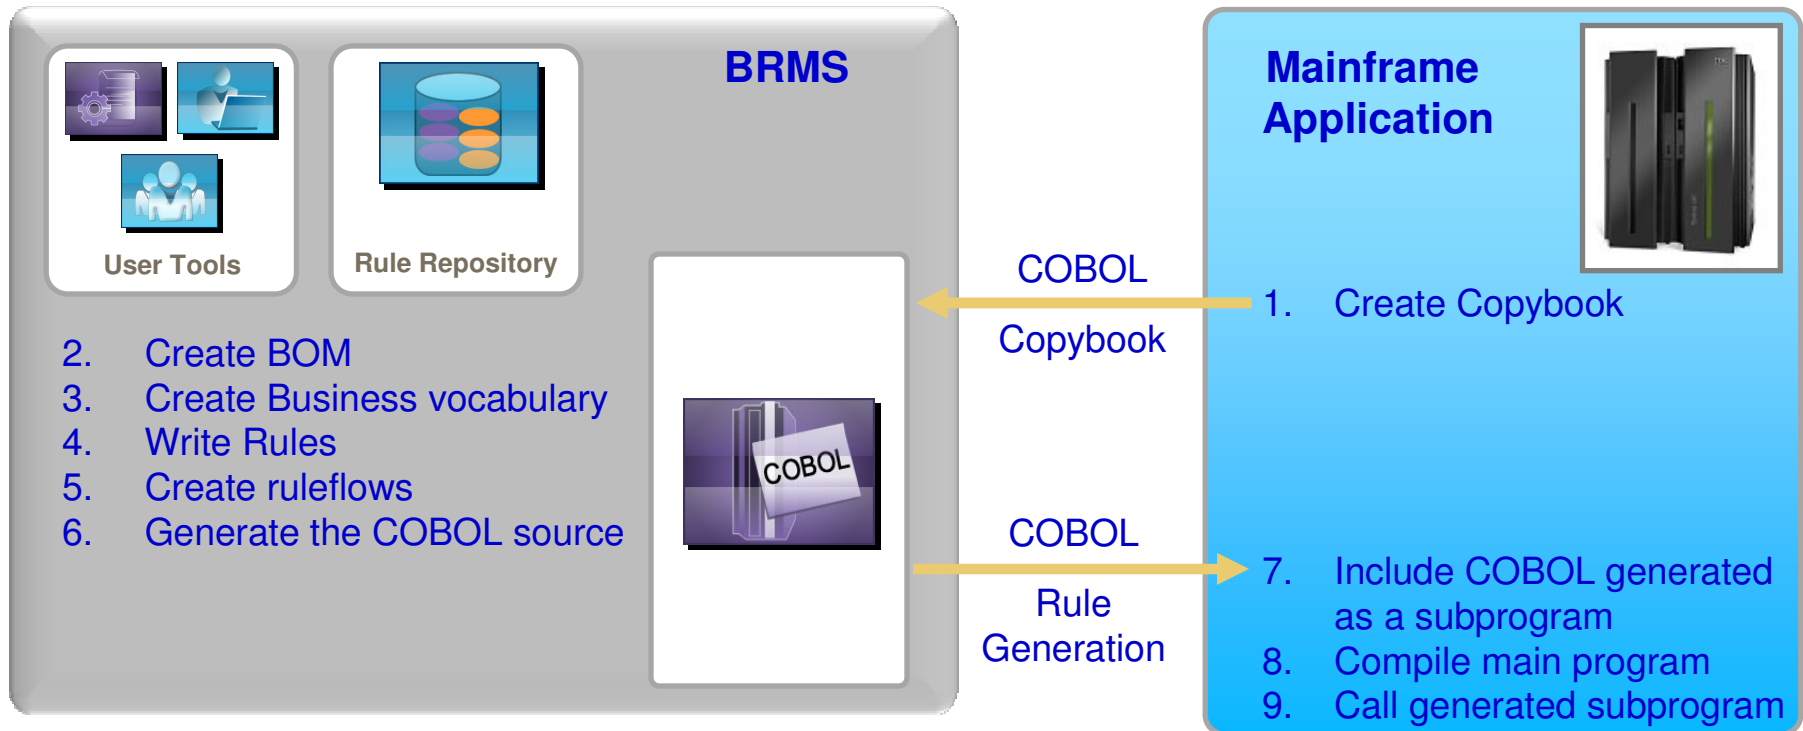 BRMS
User Tools
Rule Repository
2. Create BOM
3. Create Business vocabulary
4. Write Rules
5. Create ruleflows
6. Generate the COBOL source
COBOL
COBOL
Copybook
COBOL
Rule
Generation
Mainframe
Application
1. Create Copybook
7. Include COBOL generated
as a subprogram
8. Compile main program
9. Call generated subprogram